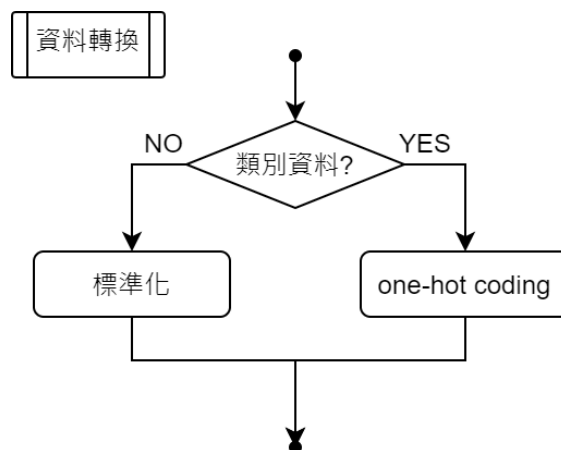 資料轉換
NO
YES
類別資料?
標準化
one-hot coding